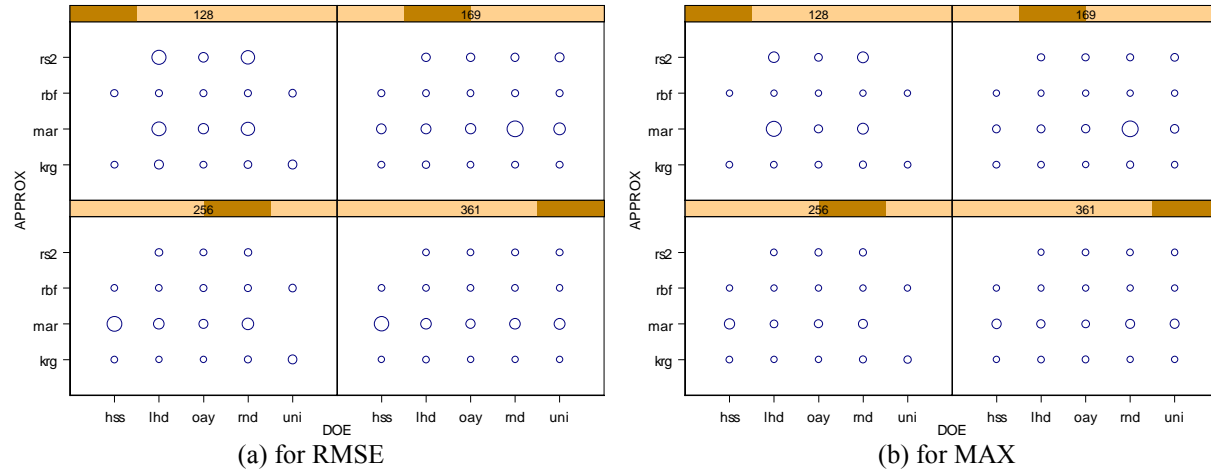 128 169
rs2
rbf
mar
krg
APPROX
256 361
rs2
rbf
mar
krg
hss lhd oay rnd uni hss lhd oay rnd uni
DOE
(a) for RMSE
128 169
rs2
rbf
mar
krg
APPROX
256 361
rs2
rbf
mar
krg
hss lhd oay rnd uni hss lhd oay rnd uni
DOE
(b) for MAX